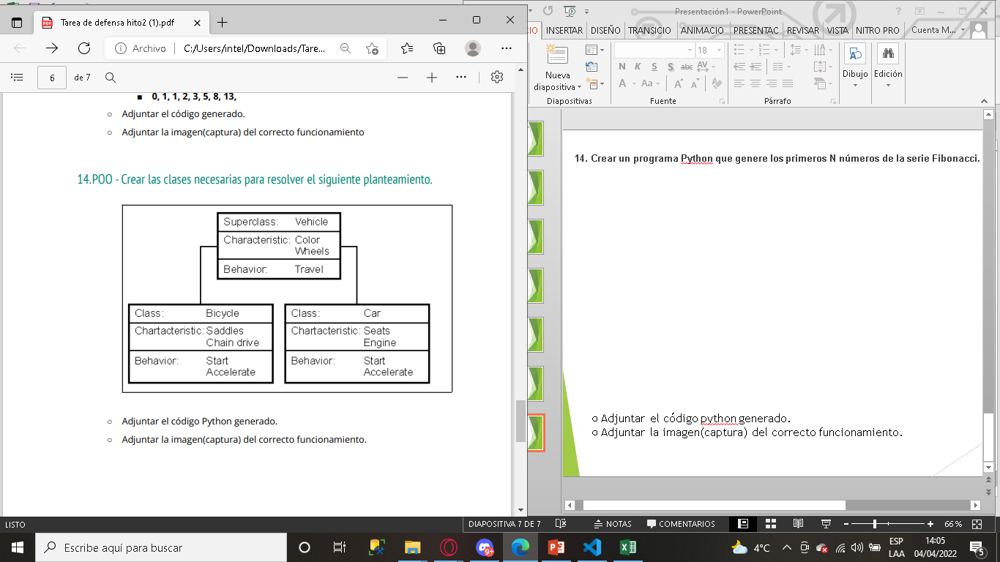 Tarea de defensa hito2 (1).pdf
Archivo
C:/Users/intel/Downloads/Tare...
6
de 7
0, 1, 1, 2, 3, 5, 8, 13,
Adjuntar el código generado.
Adjuntar la imagen(captura) del correcto funcionamiento
14.POO - Crear las clases necesarias para resolver el siguiente planteamiento.
Superclass: Vehicle
Characteristic: Color
Wheels
Behavior: Travel
Class: Bicycle
Chartacteristic: Saddles
Chain drive
Behavior: Start
Accelerate
Class: Car
Chartacteristic: Seats
Engine
Behavior: Start
Accelerate
Adjuntar el código Python generado.
Adjuntar la imagen(captura) del correcto funcionamiento.
Presentación1 - PowerPoint
CIO INSERTAR DISEÑO TRANSICIO ANIMACIO PRESENTAC REVISAR VISTA NITRO PRO Cuenta M...
18
Nueva
diapositiva
Diapositivas
N K S S abc AV
A Aa A A
Fuente
Párrafo
Dibujo
Edición
14. Crear un programa Python que genere los primeros N números de la serie Fibonacci.
Adjuntar el código python generado.
Adjuntar la imagen(captura) del correcto funcionamiento.
LISTO
DIAPOSITIVA 7 DE 7
NOTAS
COMENTARIOS
66 %
Escribe aquí para buscar
9+
4°C
ESP
LAA
14:05
04/04/2022
5